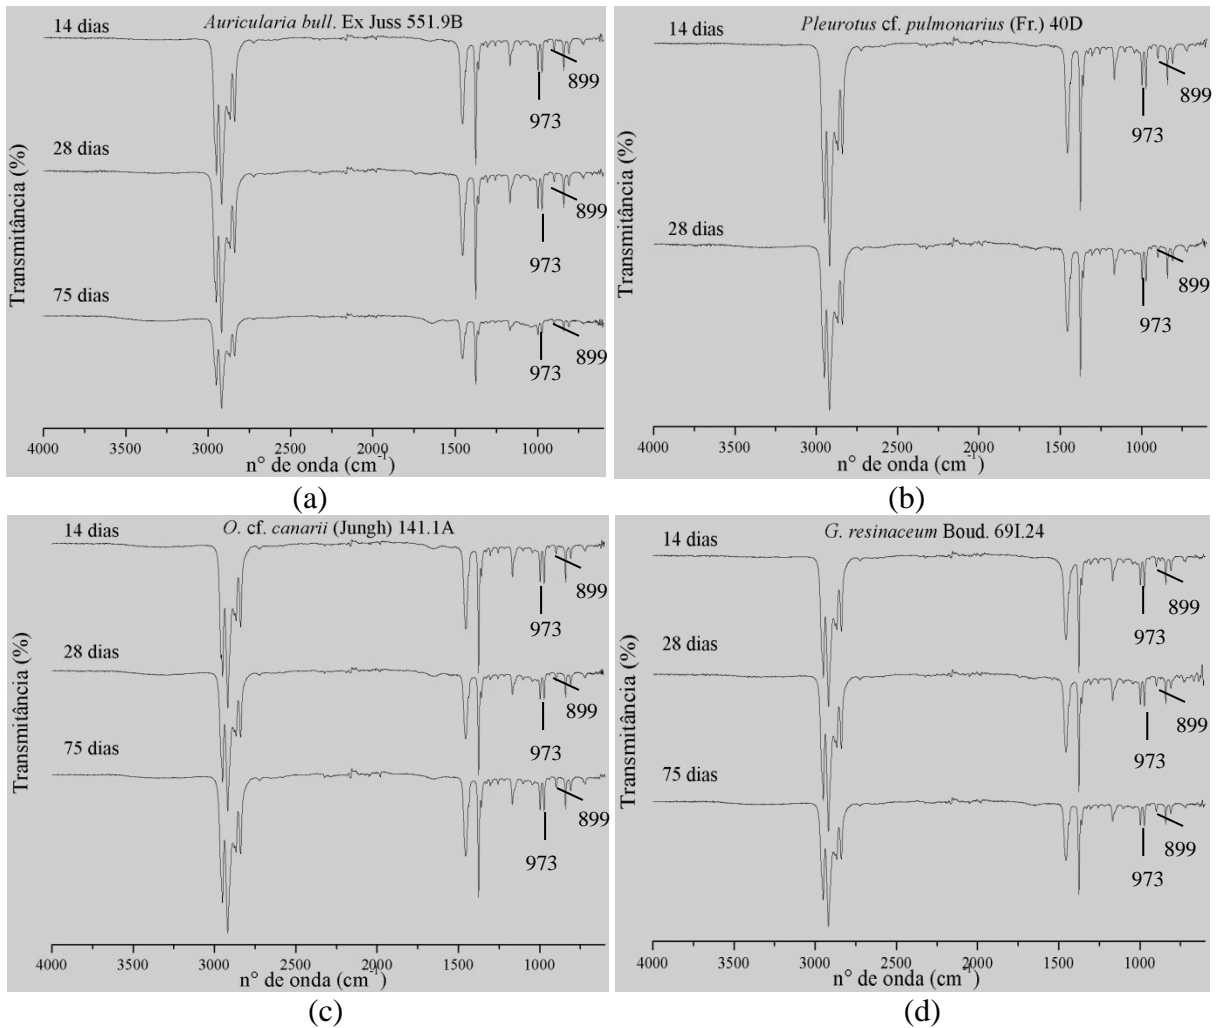 Auricularia bull. Ex Juss 551.9B
14 dias
899
973
28 dias
899
973
75 dias
899
973
Transmitância (%)
4000 3500 3000 2500 2000 1500 1000
n° de onda (cm-1)
(a)
Pleurotus cf. pulmonarius (Fr.) 40D
14 dias
899
973
28 dias
899
973
Transmitância (%)
4000 3500 3000 2500 2000 1500 1000
n° de onda (cm-1)
(b)
O. cf. canarii (Jungh) 141.1A
14 dias
899
973
28 dias
899
973
75 dias
899
973
Transmitância (%)
4000 3500 3000 2500 2000 1500 1000
n° de onda (cm-1)
(c)
G. resinaceum Boud. 69I.24
14 dias
899
973
28 dias
899
973
75 dias
899
973
Transmitância (%)
4000 3500 3000 2500 2000 1500 1000
n° de onda (cm-1)
(d)